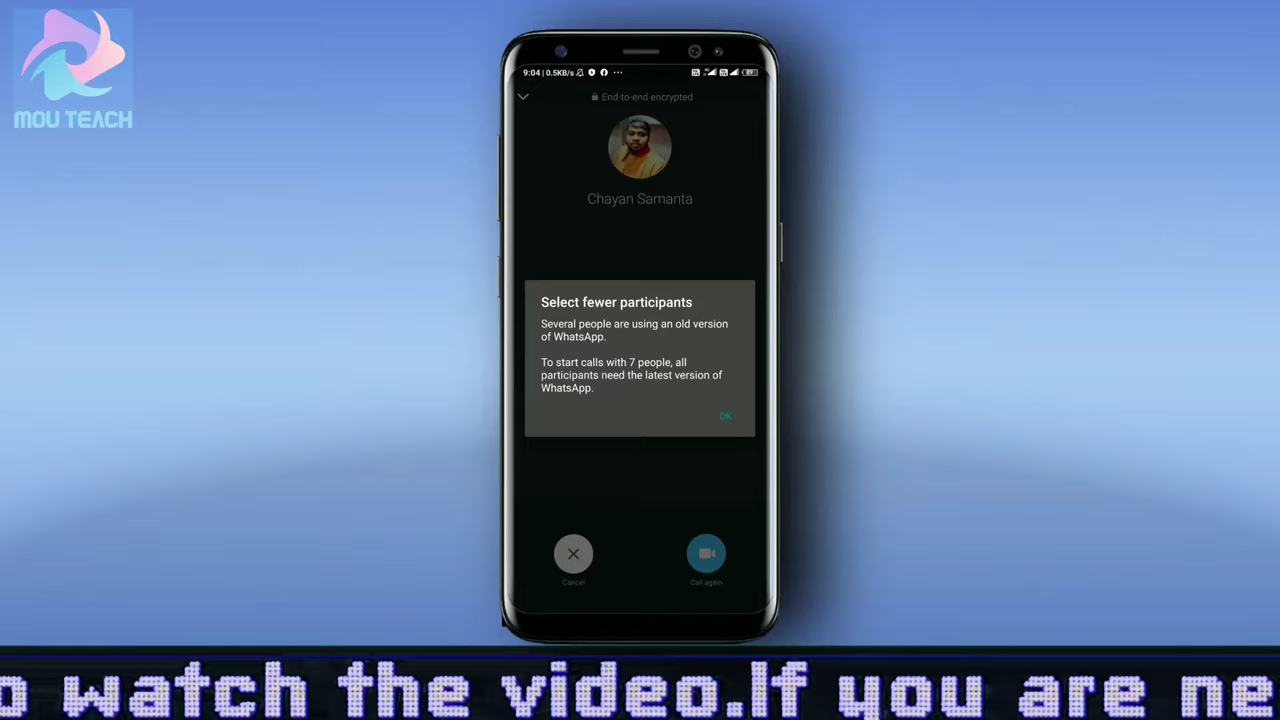 MOU TEACH
9:04 | 0.5KB/s
89
End-to-end encrypted
Chayan Samanta
Select fewer participants
Several people are using an old version
of WhatsApp.
To start calls with 7 people, all
participants need the latest version of
WhatsApp.
OK
Cancel
Call again
o watch the video.If you are ne